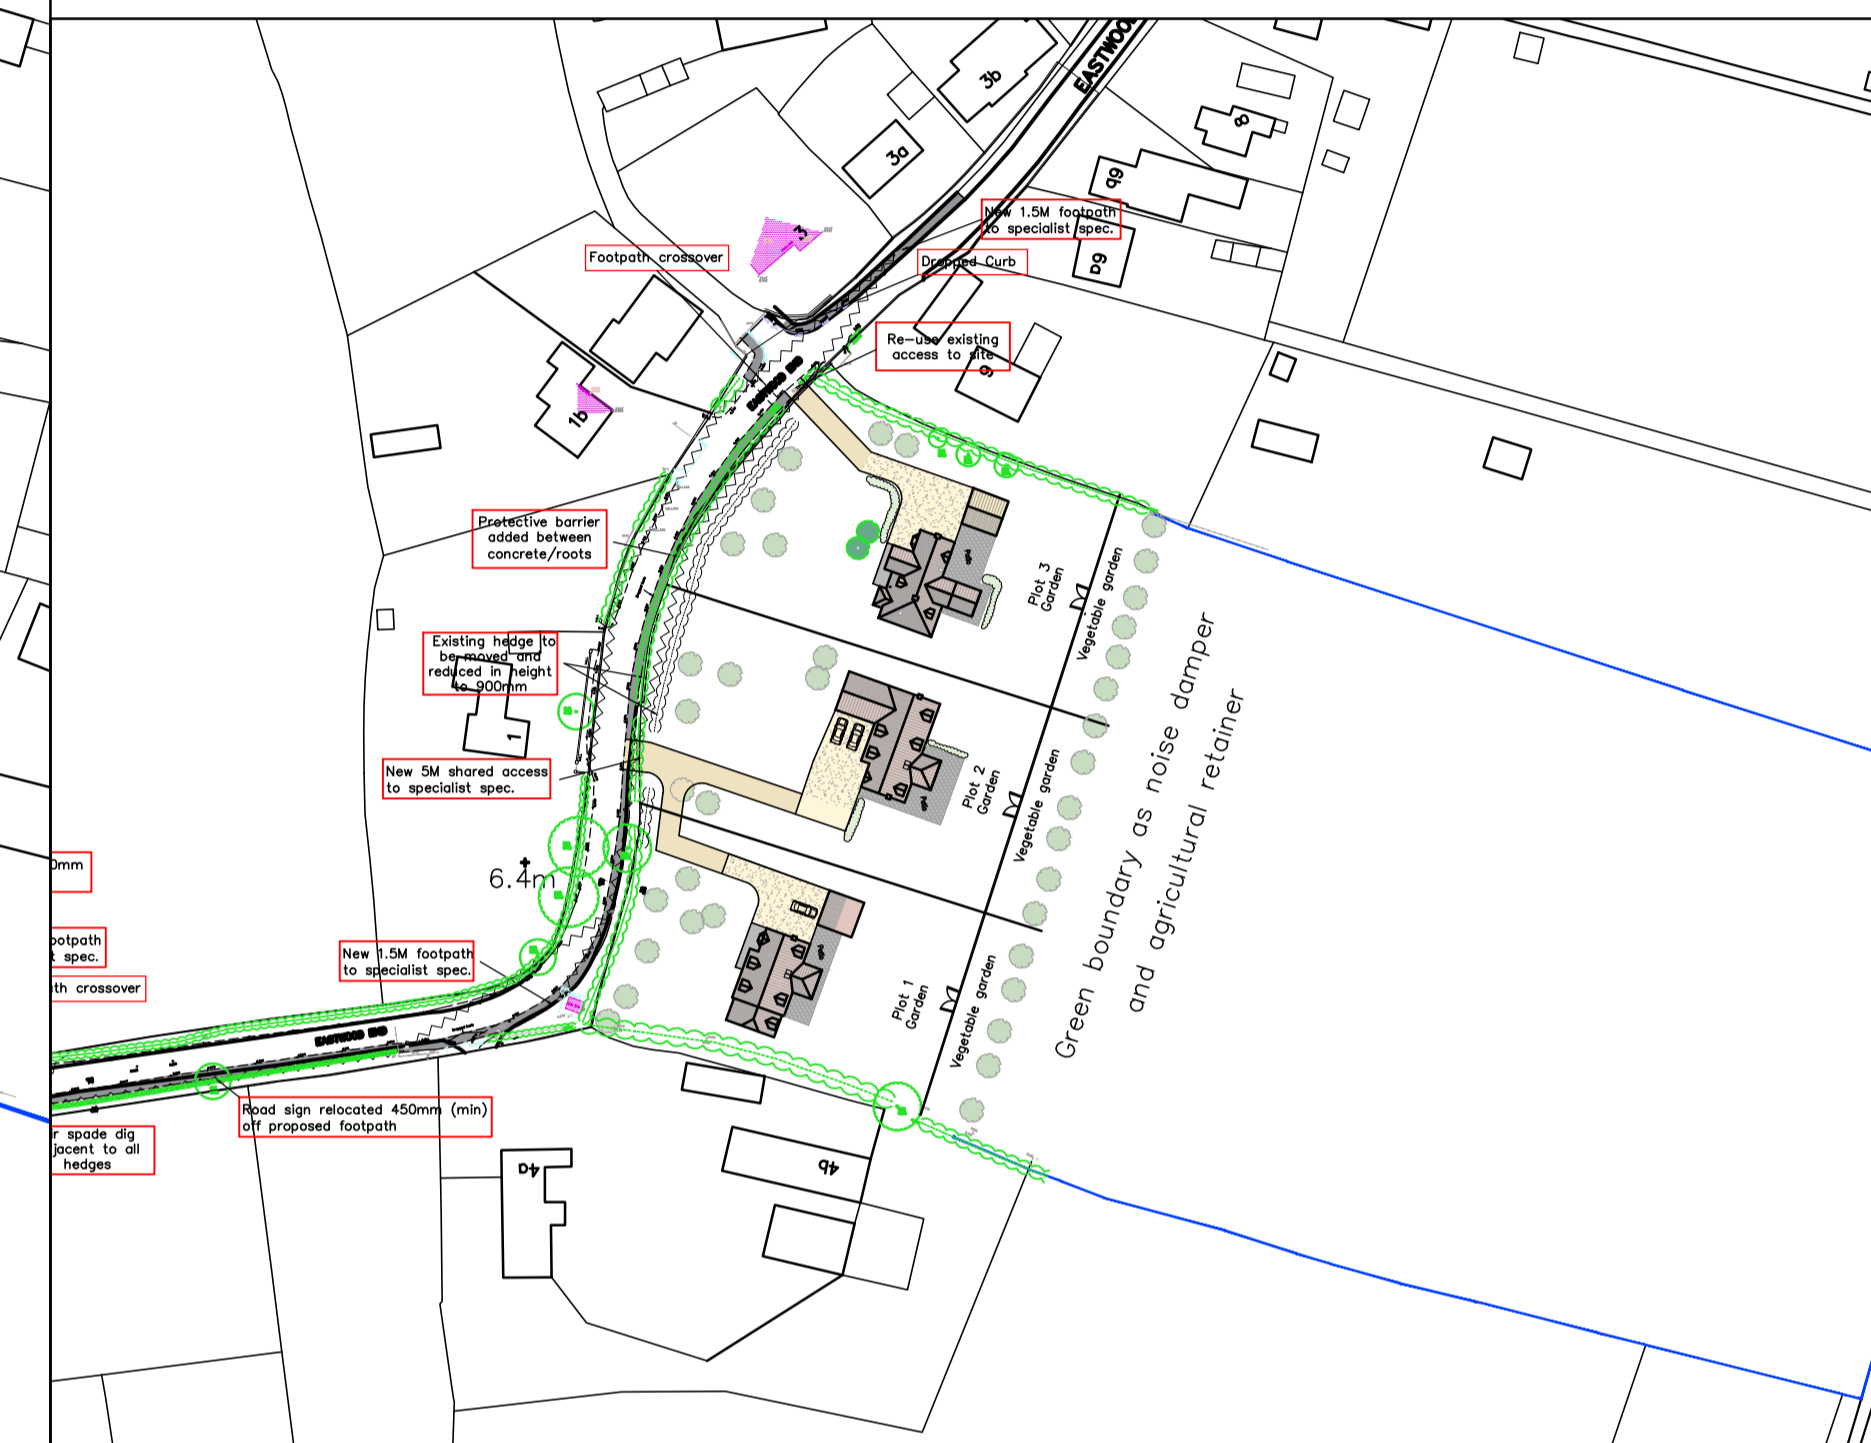 EASTWOO
3b
3a
8
6b
6a
3
New 1.5M footpath
to specialist spec.
Footpath crossover
Dropped Curb
Re-use existing
access to site
9
EASTWOOD END
1b
Protective barrier
added between
concrete/roots
Plot 3
Garden
Vegetable garden
Existing hedge to
be moved and
reduced in height
to 900mm
1
New 5M shared access
to specialist spec.
Plot 2
Garden
Vegetable garden
Green boundary as noise damper
and agricultural retainer
6.4m
0mm
ootpath
t spec.
th crossover
New 1.5M footpath
to specialist spec.
Plot 1
Garden
Vegetable garden
EASTWOOD END
Road sign relocated 450mm (min)
off proposed footpath
r spade dig
jacent to all
hedges
4a
4b